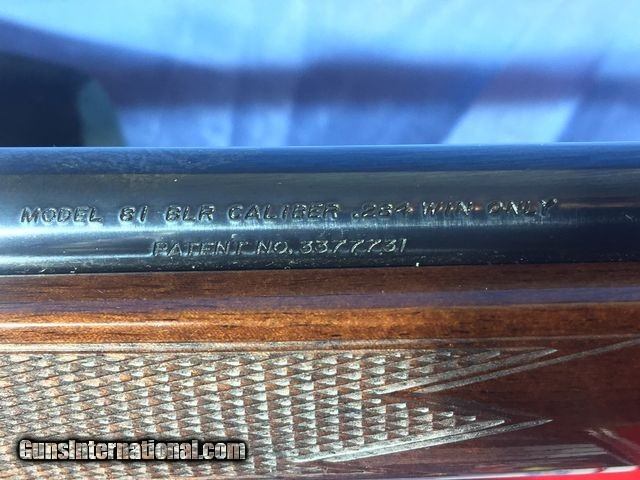 MODEL 81 BLR CALIBER .284 WIN ONLY
PATENT NO. 3377731
GunsInternational.com